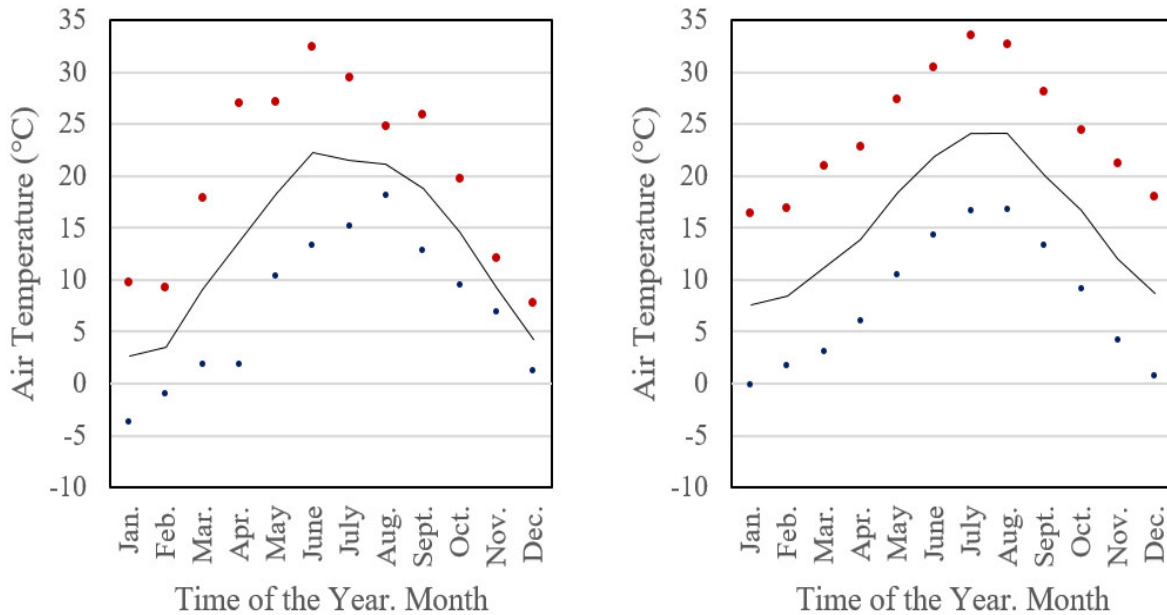 Air Temperature (°C)
35
30
25
20
15
10
5
0
-5
-10
Jan.
Feb.
Mar.
Apr.
May
June
July
Aug.
Sept.
Oct.
Nov.
Dec.
Time of the Year. Month
Air Temperature (°C)
35
30
25
20
15
10
5
0
-5
-10
Jan.
Feb.
Mar.
Apr.
May
June
July
Aug.
Sept.
Oct.
Nov.
Dec.
Time of the Year. Month